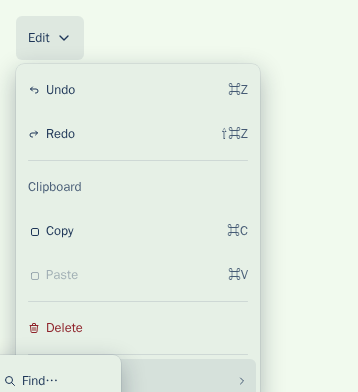 Edit
Undo ⌘Z
Redo ⇧⌘Z
Clipboard
Copy ⌘C
Paste ⌘V
Delete
Find…